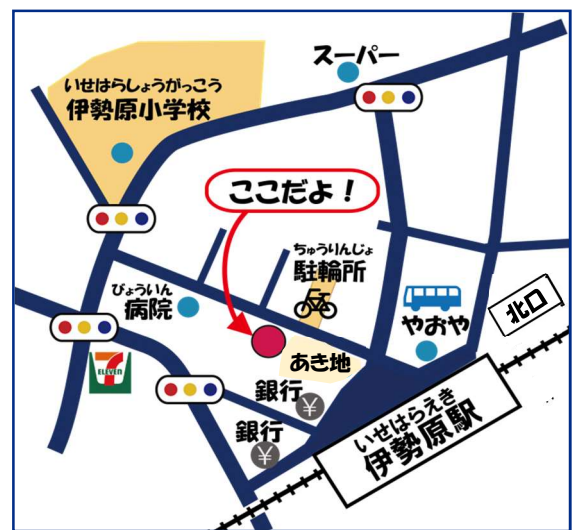 スーパー
いせはらしょうがっこう
伊勢原小学校
ここだよ！
ちゅうりんじょ
駐輪所
びょういん
病院
やおや
北口
あき地
7
ELEVEN
銀行
¥
銀行
¥
いせはらえき
伊勢原駅